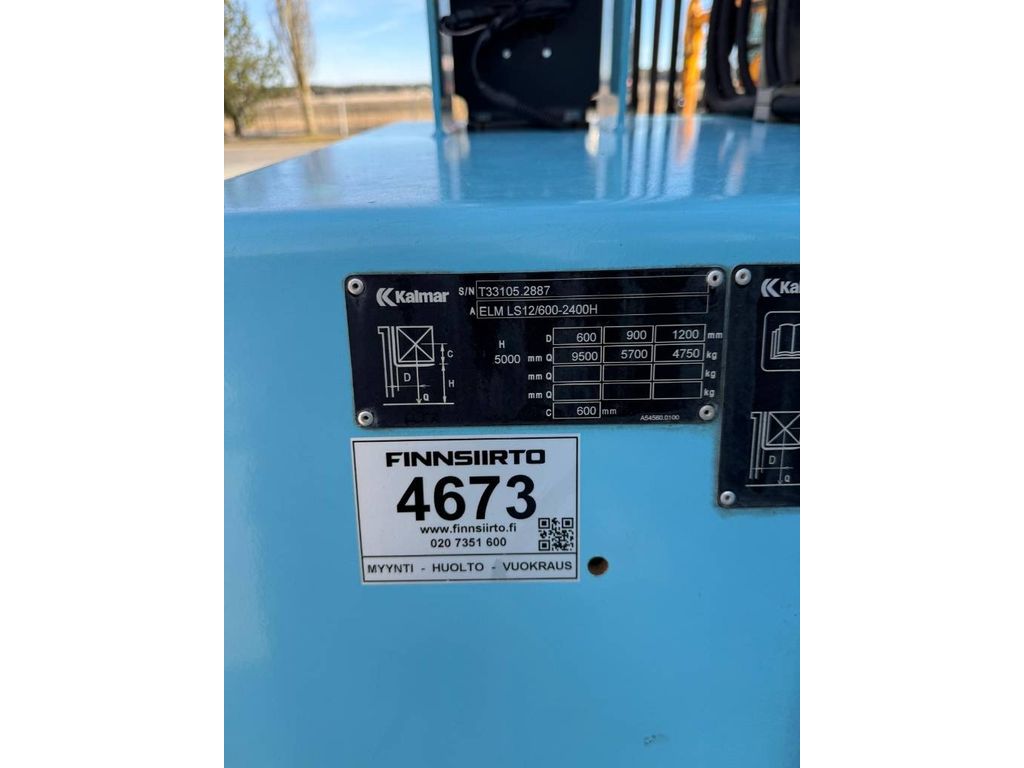 Kalmar S/N T33105.2887
A ELM LS12/600-2400H
H D 600 900 1200 mm
5000 mm Q 9500 5700 4750 kg
mm Q kg
mm Q kg
C 600 mm A54560.0100
C
D
H
Q
Kalm
D
Q
FINNSIIRTO
4673
www.finnsiirto.fi
020 7351 600
MYYNTI - HUOLTO - VUOKRAUS